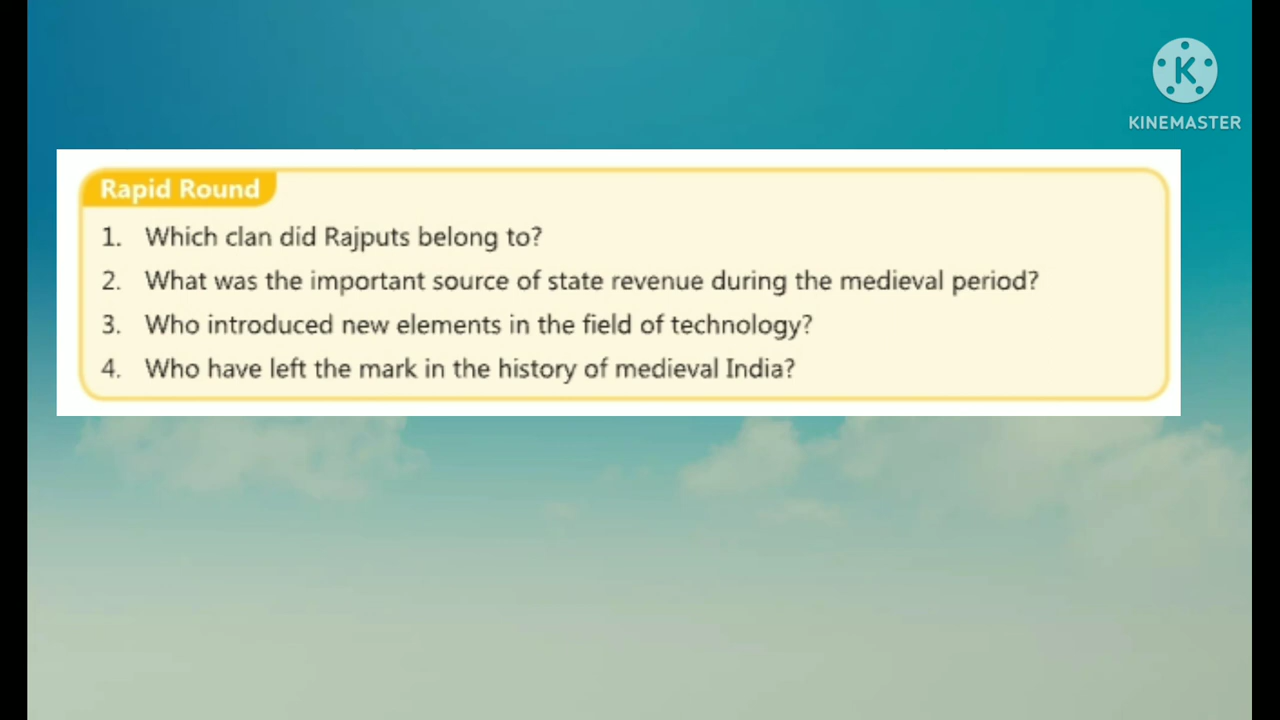 KINEMASTER
Rapid Round
1. Which clan did Rajputs belong to?
2. What was the important source of state revenue during the medieval period?
3. Who introduced new elements in the field of technology?
4. Who have left the mark in the history of medieval India?